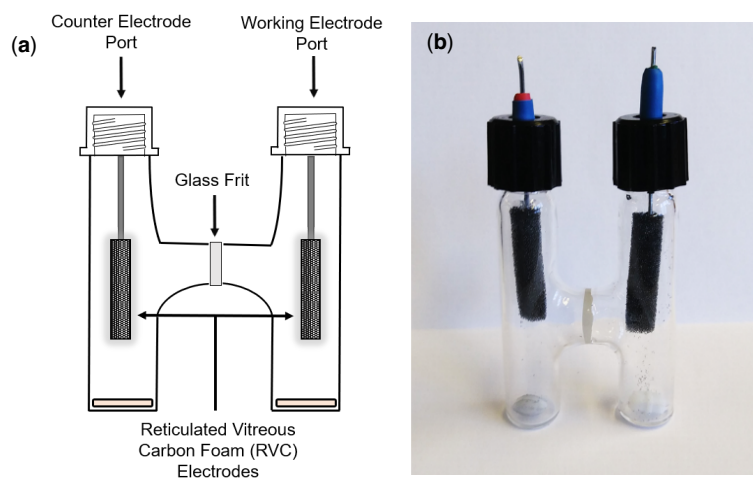 (a)
Counter Electrode
Port
Working Electrode
Port
Glass Frit
Reticulated Vitreous
Carbon Foam (RVC)
Electrodes
(b)